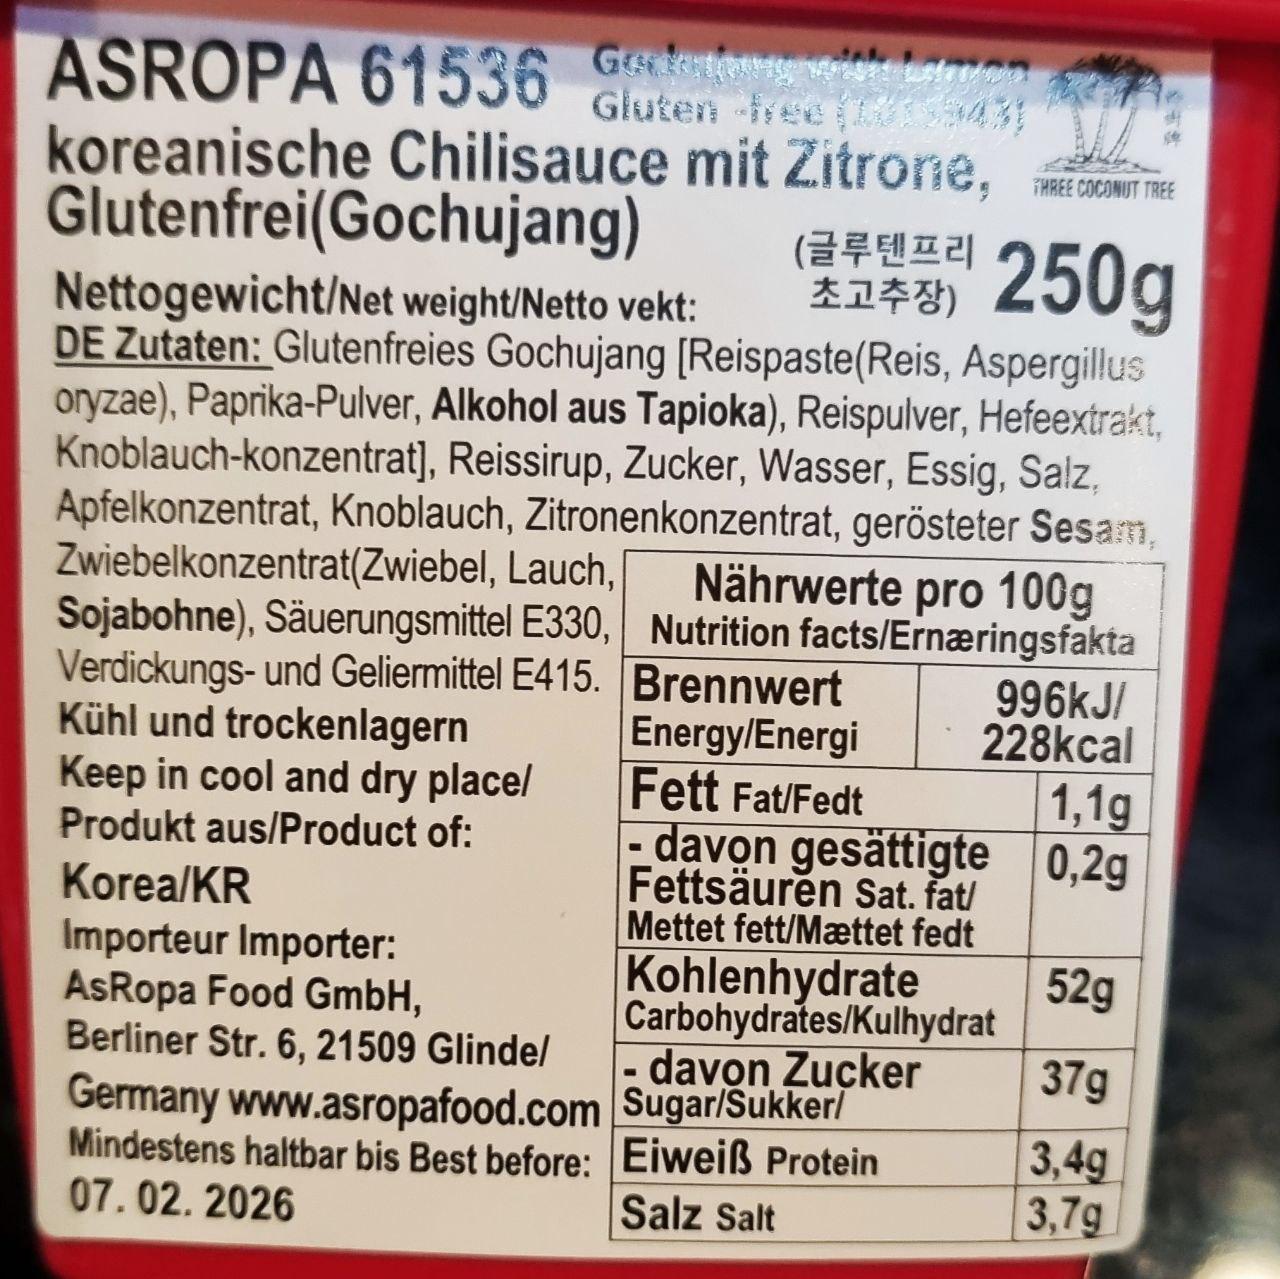 ASROPA 61536
Gochujang with Lemon
Gluten -free (1015943)
koreanische Chilisauce mit Zitrone,
THREE COCONUT TREE
Glutenfrei(Gochujang)
(글루텐프리
초고추장)
250g
Nettogewicht/Net weight/Netto vekt:
DE Zutaten: Glutenfreies Gochujang [Reispaste(Reis, Aspergillus
oryzae), Paprika-Pulver, Alkohol aus Tapioka), Reispulver, Hefeextrakt,
Knoblauch-konzentrat], Reissirup, Zucker, Wasser, Essig, Salz,
Apfelkonzentrat, Knoblauch, Zitronenkonzentrat, gerösteter Sesam,
Zwiebelkonzentrat(Zwiebel, Lauch,
Sojabohne), Säuerungsmittel E330,
Verdickungs- und Geliermittel E415.
Kühl und trockenlagern
Keep in cool and dry place/
Produkt aus/Product of:
Korea/KR
Importeur Importer:
AsRopa Food GmbH,
Berliner Str. 6, 21509 Glinde/
Germany www.asropafood.com
Mindestens haltbar bis Best before:
07. 02. 2026
Nährwerte pro 100g
Nutrition facts/Ernæringsfakta
Brennwert
Energy/Energi
996kJ/
228kcal
Fett Fat/Fedt 1,1g
- davon gesättigte 0,2g
Fettsäuren Sat. fat/
Mettet fett/Mættet fedt
Kohlenhydrate 52g
Carbohydrates/Kulhydrat
- davon Zucker 37g
Sugar/Sukker/
Eiweiß Protein 3,4g
Salz Salt 3,7g